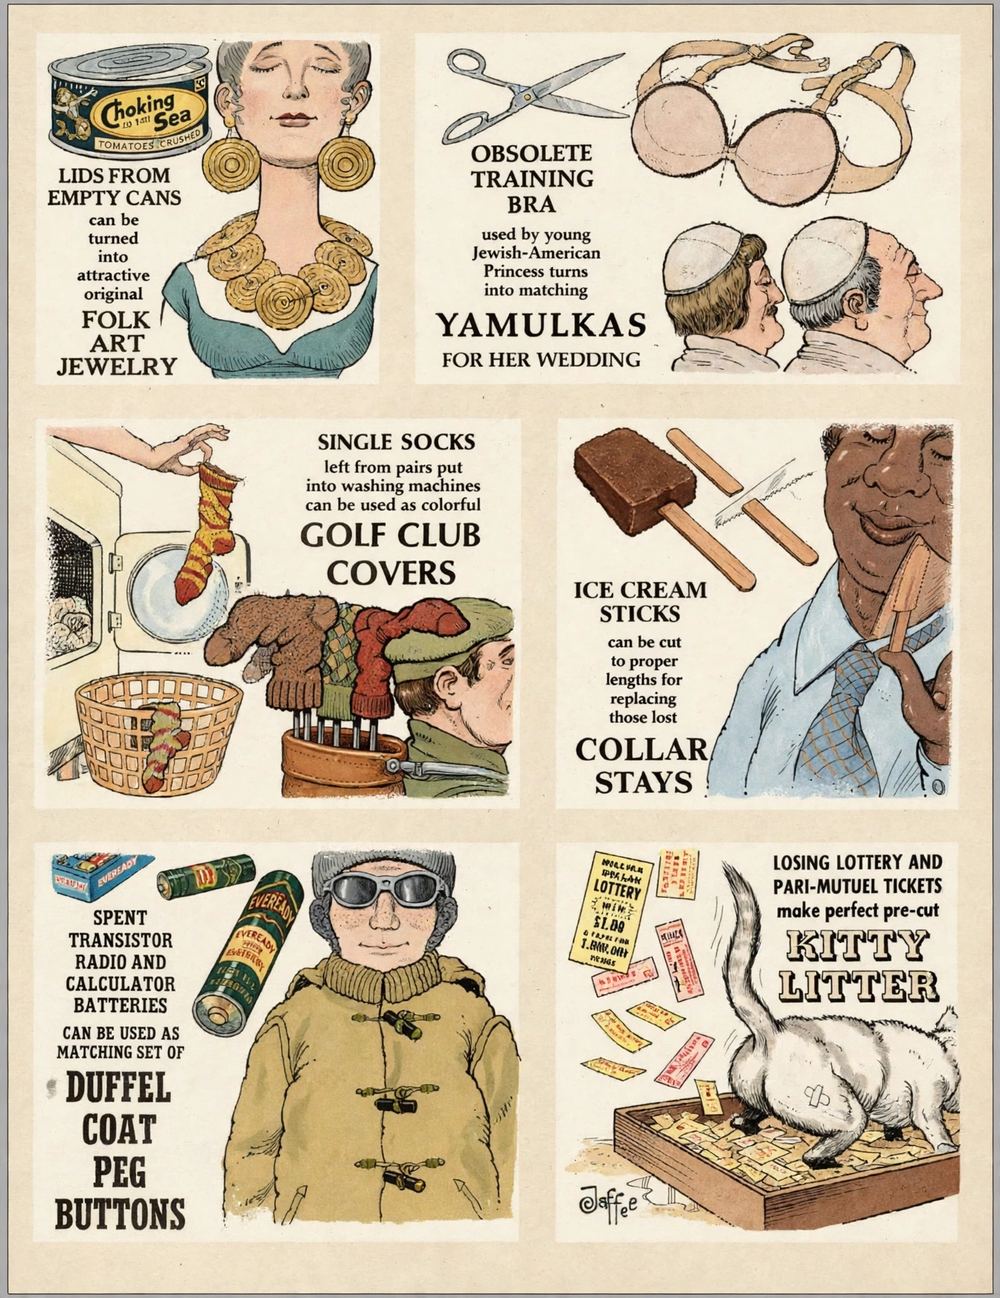 Choking
Sea
TOMATOES CRUSHED
LIDS FROM
EMPTY CANS
can be
turned
into
attractive
original
FOLK
ART
JEWELRY
OBSOLETE
TRAINING
BRA
used by young
Jewish-American
Princess turns
into matching
YAMULKAS
FOR HER WEDDING
SINGLE SOCKS
left from pairs put
into washing machines
can be used as colorful
GOLF CLUB
COVERS
ICE CREAM
STICKS
can be cut
to proper
lengths for
replacing
those lost
COLLAR
STAYS
EVEREADY
EVEREADY
EVEREADY
SPENT
TRANSISTOR
RADIO AND
CALCULATOR
BATTERIES
CAN BE USED AS
MATCHING SET OF
DUFFEL
COAT
PEG
BUTTONS
LOTTERY
LOSING LOTTERY AND
PARI-MUTUEL TICKETS
make perfect pre-cut
KITTY
LITTER
Jaffee